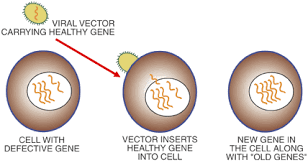 VIRAL VECTOR
CARRYING HEALTHY GENE
CELL WITH
DEFECTIVE GENE
VECTOR INSERTS
HEALTHY GENE
INTO CELL
NEW GENE IN
THE CELL ALONG
WITH "OLD GENES"